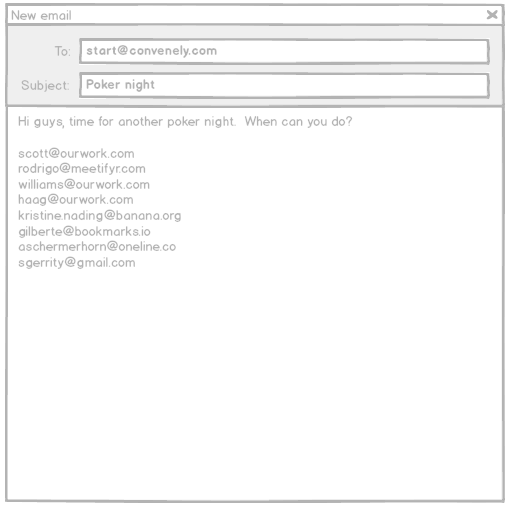 New email
To: start@convenely.com
Subject: Poker night
Hi guys, time for another poker night. When can you do?
scott@ourwork.com
rodrigo@meetifyr.com
williams@ourwork.com
haag@ourwork.com
kristine.nading@banana.org
gilberte@bookmarks.io
aschermerhorn@oneline.co
sgerrity@gmail.com